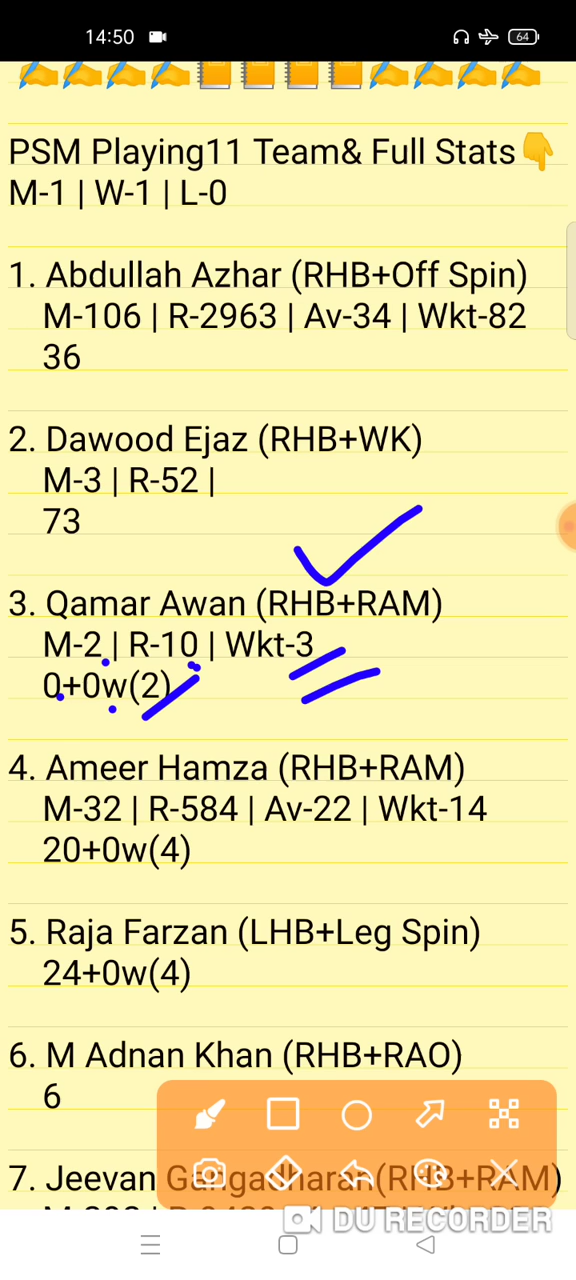 14:50
64
PSM Playing11 Team& Full Stats👇
M-1 | W-1 | L-0
1. Abdullah Azhar (RHB+Off Spin)
M-106 | R-2963 | Av-34 | Wkt-82
36
2. Dawood Ejaz (RHB+WK)
M-3 | R-52 |
73
3. Qamar Awan (RHB+RAM)
M-2 | R-10 | Wkt-3
0+0w(2)
4. Ameer Hamza (RHB+RAM)
M-32 | R-584 | Av-22 | Wkt-14
20+0w(4)
5. Raja Farzan (LHB+Leg Spin)
24+0w(4)
6. M Adnan Khan (RHB+RAO)
6
7. Jeevan Gangadharan(RHB+RAM)
DU RECORDER